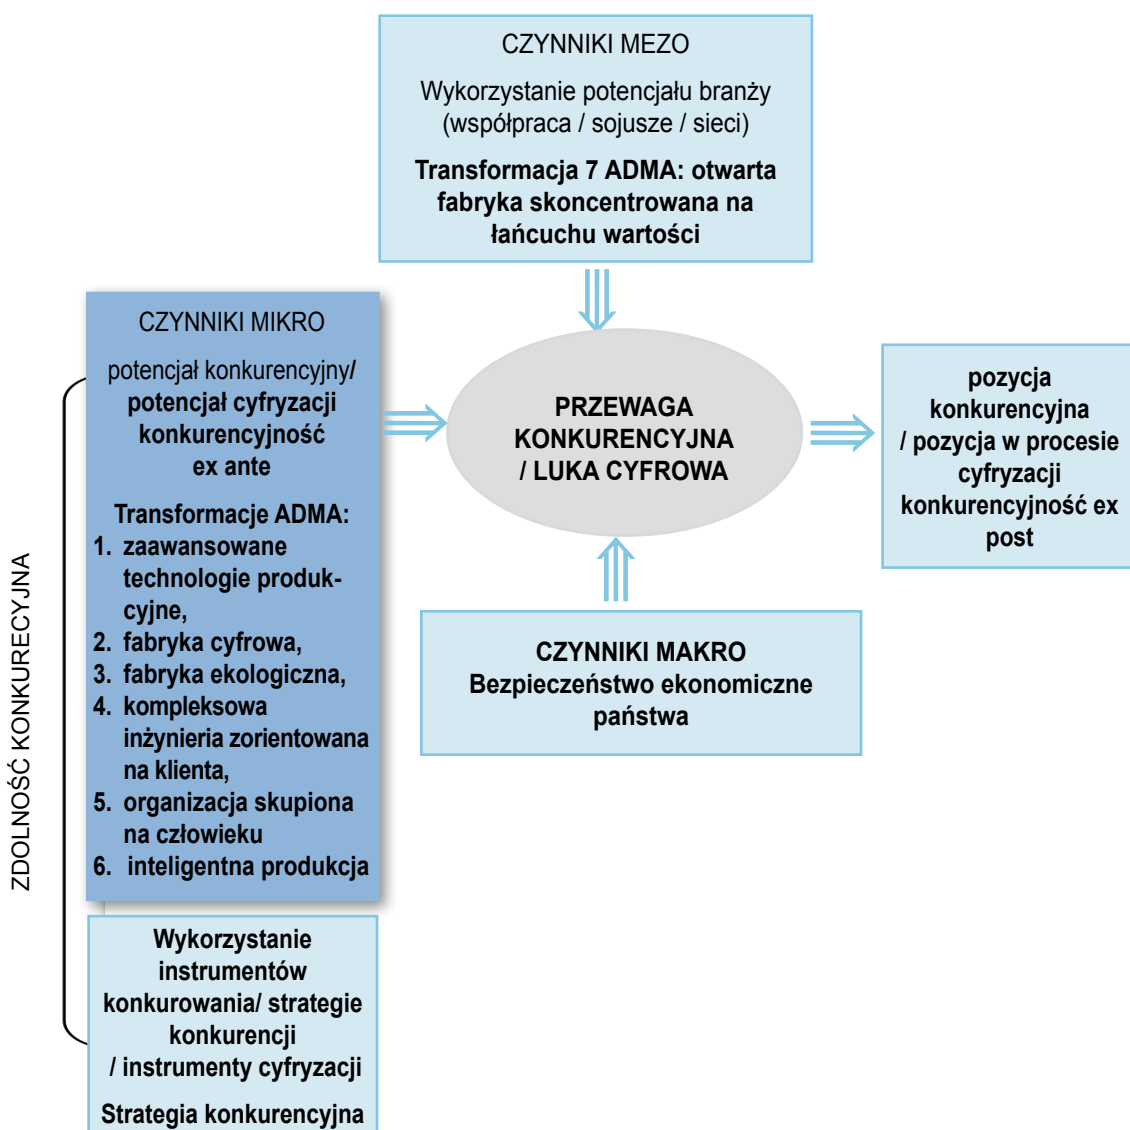 CZYNNIKI MEZO
Wykorzystanie potencjału branży
(współpraca / sojusze / sieci)
Transformacja 7 ADMA: otwarta
fabryka skoncentrowana na
łańcuchu wartości
CZYNNIKI MIKRO
potencjał konkurencyjny/
potencjał cyfryzacji
konkurencyjność
ex ante
Transformacje ADMA:
1. zaawansowane
technologie produk-
cyjne,
2. fabryka cyfrowa,
3. fabryka ekologiczna,
4. kompleksowa
inżynieria zorientowana
na klienta,
5. organizacja skupiona
na człowieku
6. inteligentna produkcja
PRZEWAGA
KONKURENCYJNA
/ LUKA CYFROWA
pozycja
konkurencyjna
/ pozycja w procesie
cyfryzacji
konkurencyjność ex
post
CZYNNIKI MAKRO
Bezpieczeństwo ekonomiczne
państwa
ZDOLNOŚĆ KONKURECYJNA
Wykorzystanie
instrumentów
konkurowania/ strategie
konkurencji
/ instrumenty cyfryzacji
Strategia konkurencyjna